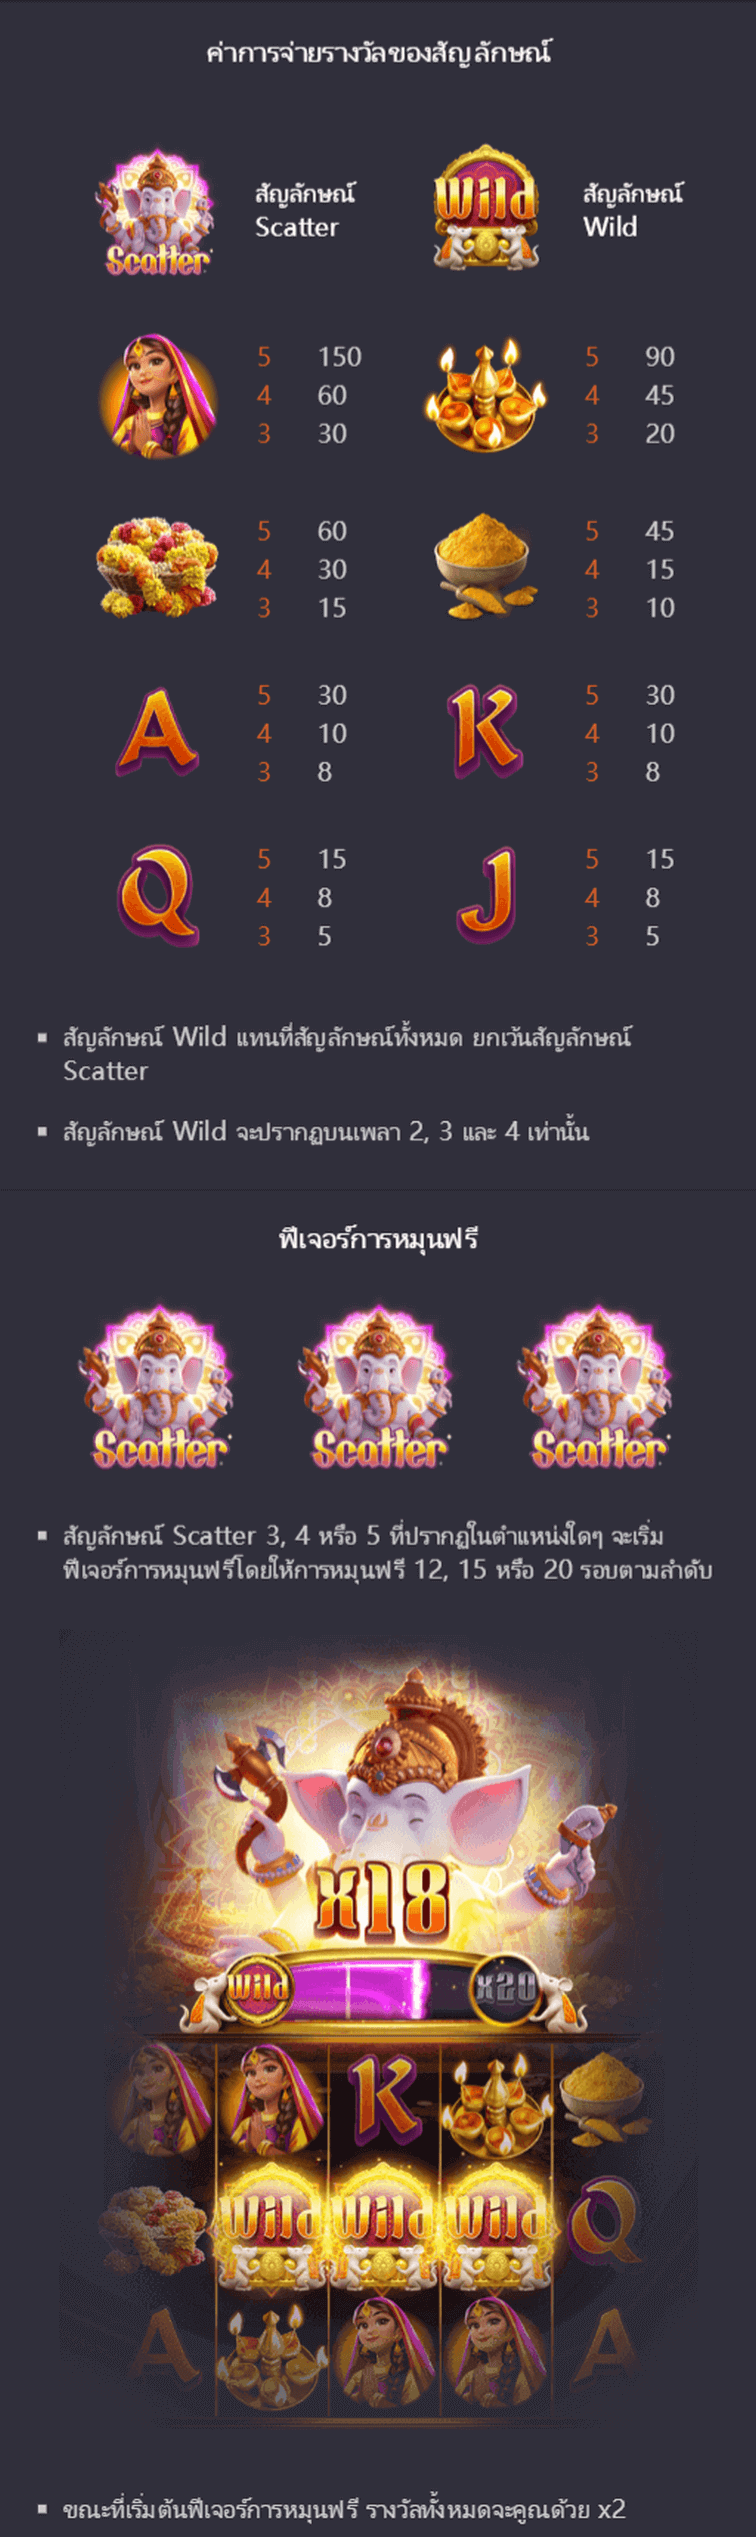 ค่าการจ่ายรางวัลของสัญลักษณ์
สัญลักษณ์
Scatter
Scatter
Wild
สัญลักษณ์
Wild
5 150
4 60
3 30
5 90
4 45
3 20
5 60
4 30
3 15
5 45
4 15
3 10
A
5 30
4 10
3 8
K
5 30
4 10
3 8
Q
5 15
4 8
3 5
J
5 15
4 8
3 5
สัญลักษณ์ Wild แทนที่สัญลักษณ์ทั้งหมด ยกเว้นสัญลักษณ์
Scatter
สัญลักษณ์ Wild จะปรากฏบนเพลา 2, 3 และ 4 เท่านั้น
ฟีเจอร์การหมุนฟรี
Scatter Scatter Scatter
สัญลักษณ์ Scatter 3, 4 หรือ 5 ที่ปรากฏในตำแหน่งใดๆ จะเริ่ม
ฟีเจอร์การหมุนฟรีโดยให้การหมุนฟรี 12, 15 หรือ 20 รอบตามลำดับ
x18
Wild x20
K
Wild Wild Wild Q
A A
ขณะที่เริ่มต้นฟีเจอร์การหมุนฟรี รางวัลทั้งหมดจะคูณด้วย x2